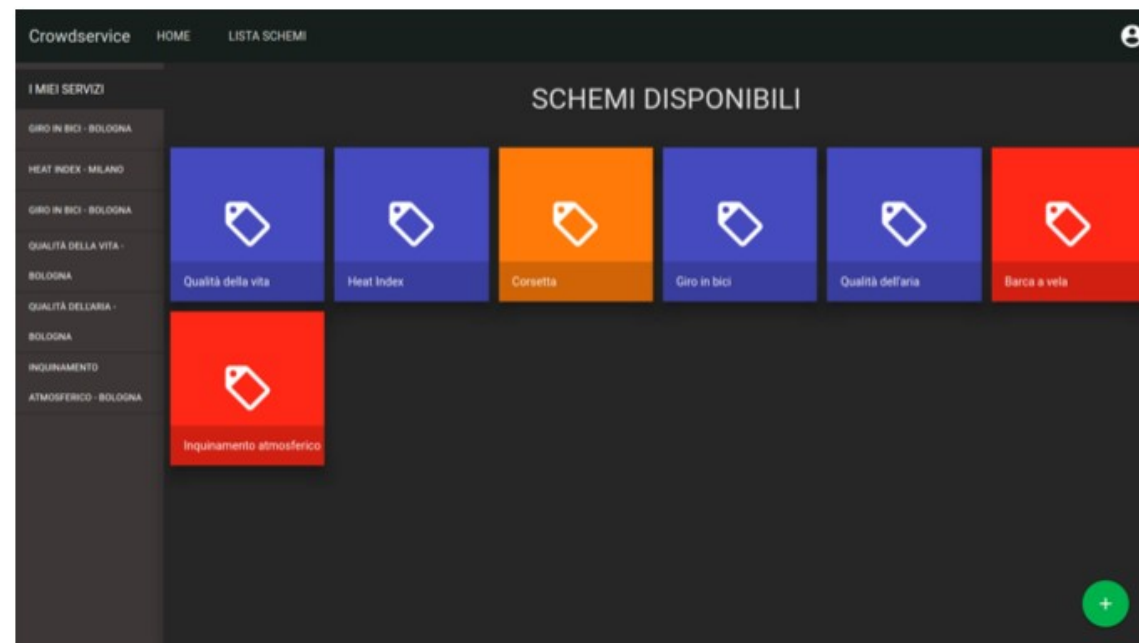 Crowdservice HOME LISTA SCHEMI
I MIEI SERVIZI
GIRO IN BICI - BOLOGNA
HEAT INDEX - MILANO
GIRO IN BICI - BOLOGNA
QUALITÀ DELLA VITA -
BOLOGNA
QUALITÀ DELL'ARIA -
BOLOGNA
INQUINAMENTO
ATMOSFERICO - BOLOGNA
SCHEMI DISPONIBILI
Qualità della vita
Heat Index
Corsetta
Giro in bici
Qualità dell'aria
Barca a vela
Inquinamento atmosferico
+